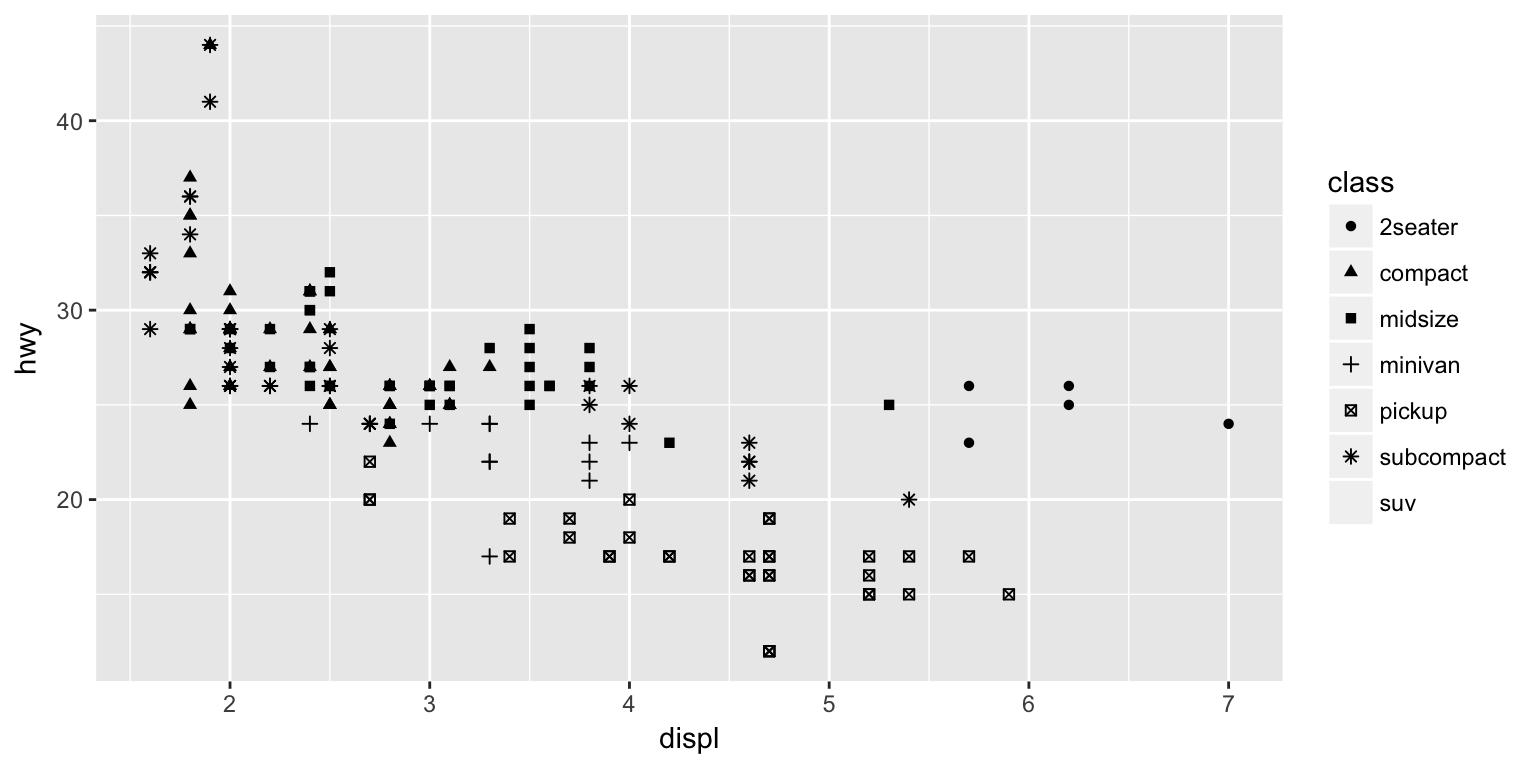 40
30
20
hwy
2
3
4
5
6
7
displ
class
2seater
compact
midsize
minivan
pickup
subcompact
suv